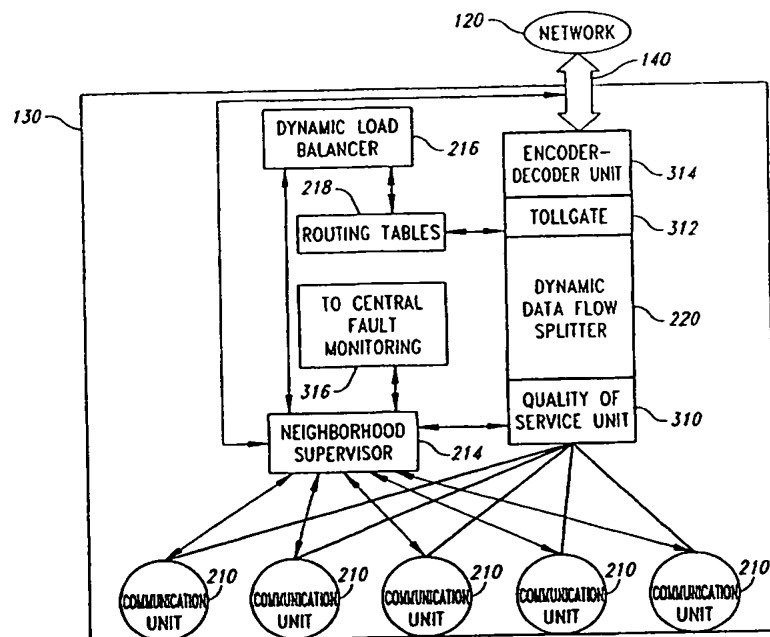 120
NETWORK
140
130
DYNAMIC LOAD
BALANCER
216
ENCODER-
DECODER UNIT
314
218
TOLLGATE
312
ROUTING TABLES
TO CENTRAL
FAULT
MONITORING
DYNAMIC
DATA FLOW
SPLITTER
220
316
QUALITY OF
SERVICE UNIT
310
NEIGHBORHOOD
SUPERVISOR
214
COMMUNICATION
UNIT
210
COMMUNICATION
UNIT
210
COMMUNICATION
UNIT
210
COMMUNICATION
UNIT
210
COMMUNICATION
UNIT
210